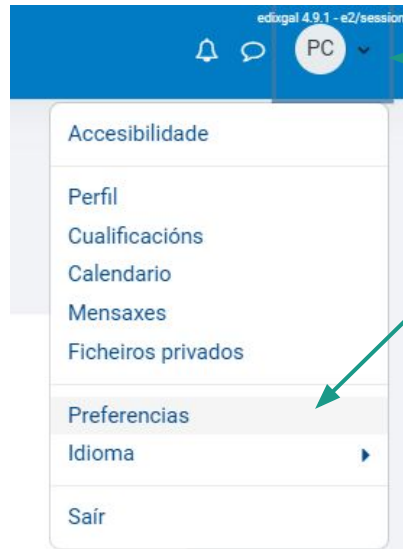 edixgal 4.9.1 - e2/session
PC
Accesibilidade
Perfil
Cualificacións
Calendario
Mensaxes
Ficheiros privados
Preferencias
Idioma
Saír